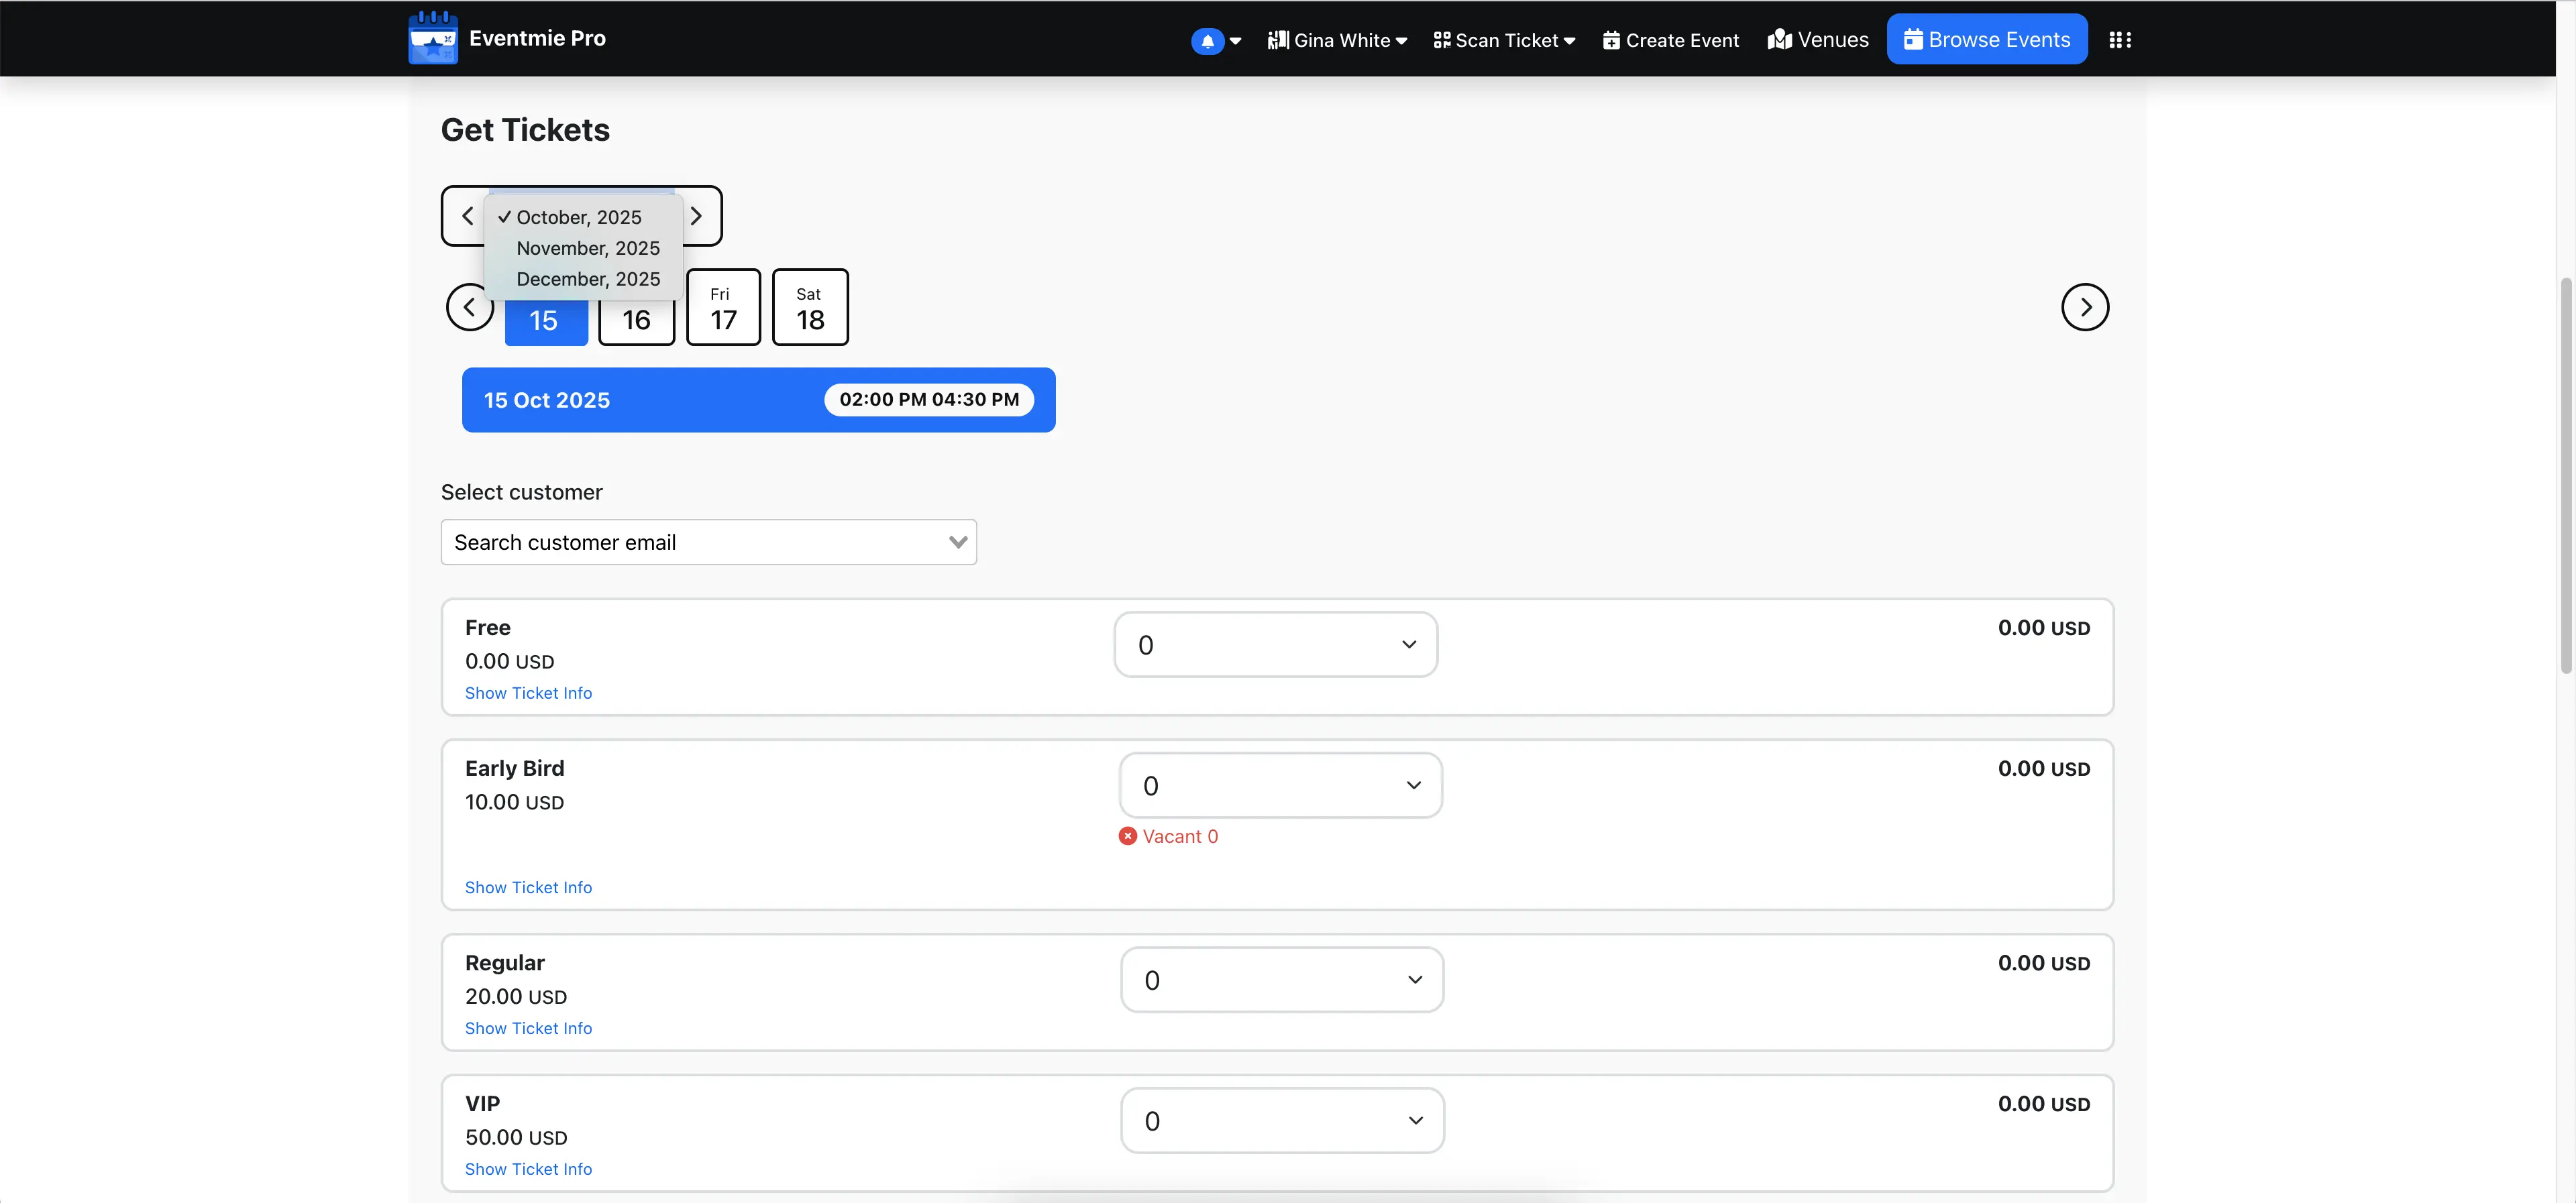 Eventmie Pro
Gina White
Scan Ticket
Create Event
Venues
Browse Events
Get Tickets
October, 2025
November, 2025
December, 2025
15
16
Fri
17
Sat
18
15 Oct 2025
02:00 PM 04:30 PM
Select customer
Search customer email
Free
0
0.00 USD
0.00 USD
Show Ticket Info
Early Bird
0
0.00 USD
10.00 USD
Vacant 0
Show Ticket Info
Regular
0
0.00 USD
20.00 USD
Show Ticket Info
VIP
0
0.00 USD
50.00 USD
Show Ticket Info